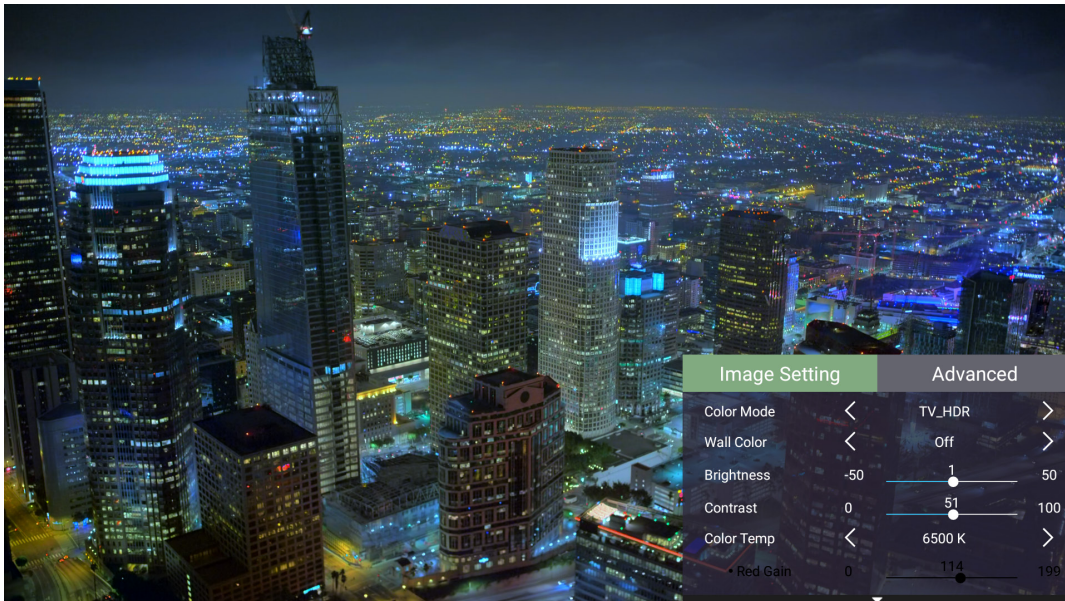 Image Setting Advanced
Color Mode TV_HDR
Wall Color Off
Brightness -50 1 50
Contrast 0 51 100
Color Temp 6500 K
• Red Gain 0 114 199